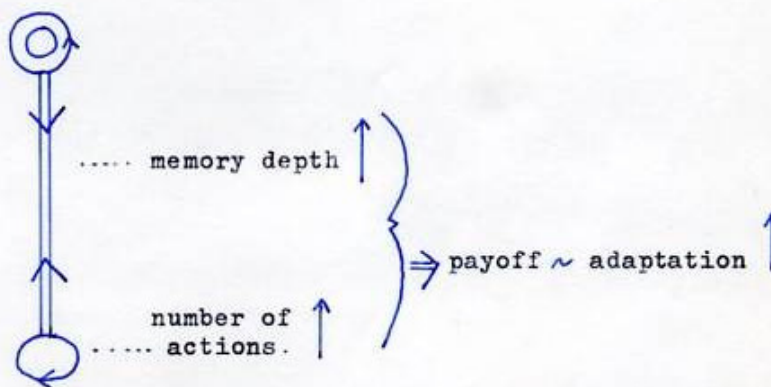 ..... memory depth ↑
⇒ payoff ~ adaptation ↑
number of ↑
..... actions.